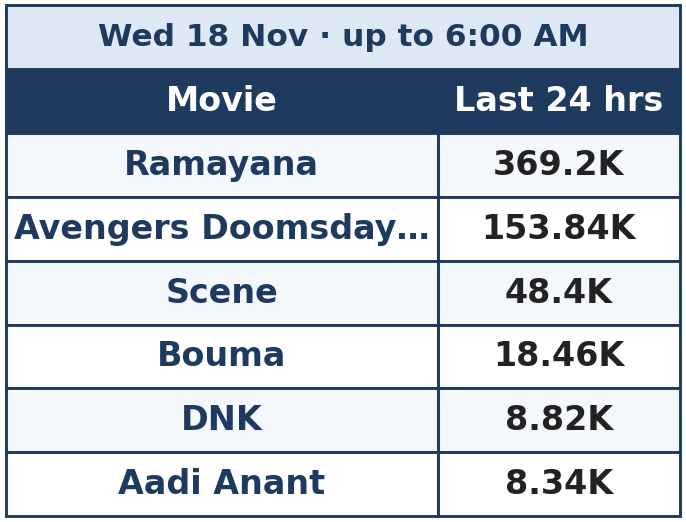 Wed 18 Nov · up to 6:00 AM
Movie Last 24 hrs
Ramayana 369.2K
Avengers Doomsday... 153.84K
Scene 48.4K
Bouma 18.46K
DNK 8.82K
Aadi Anant 8.34K